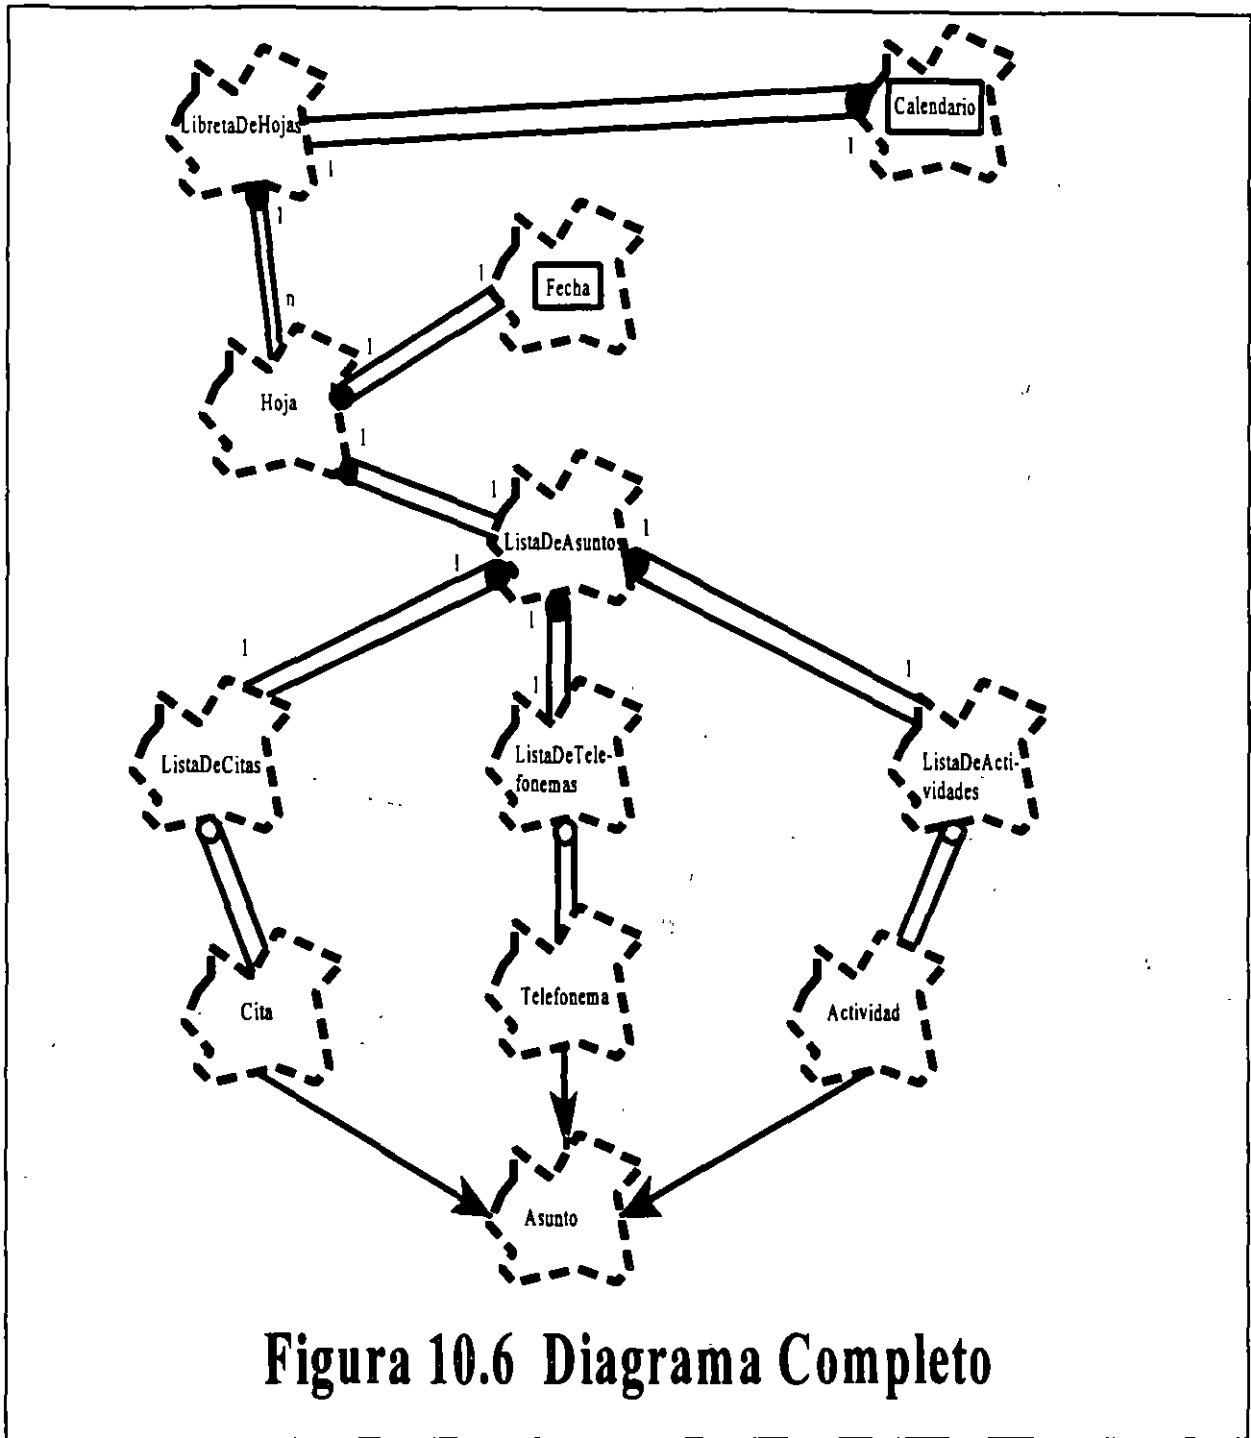 LibretaDeHojas
Calendario
1
1
1
n
Fecha
1
1
Hoja
1
1
ListaDeAsuntos
1
1
1
1
1
1
ListaDeCitas
ListaDeTele-
fonemas
ListaDeActi-
vidades
Cita
Telefonema
Actividad
Asunto
Figura 10.6 Diagrama Completo